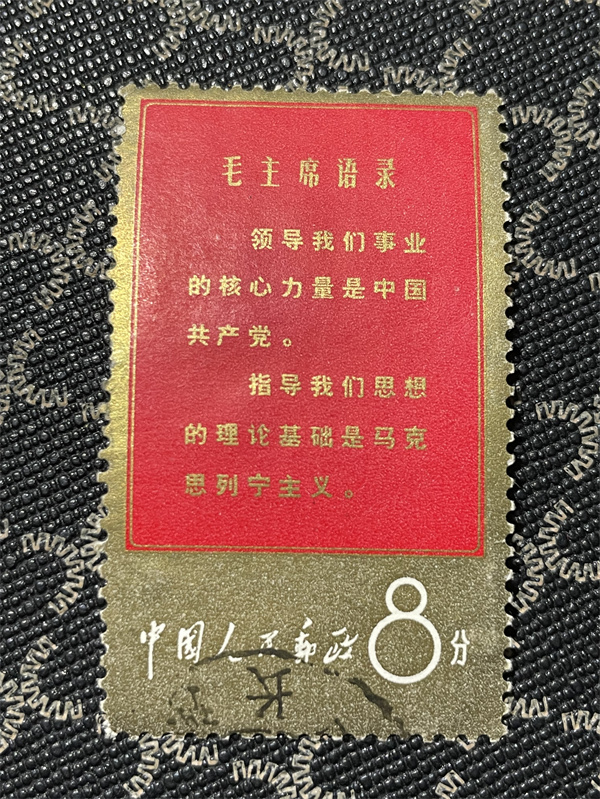 毛主席语录
领导我们事业
的核心力量是中国
共产党。
指导我们思想
的理论基础是马克
思列宁主义。
中国人民邮政 8分
长